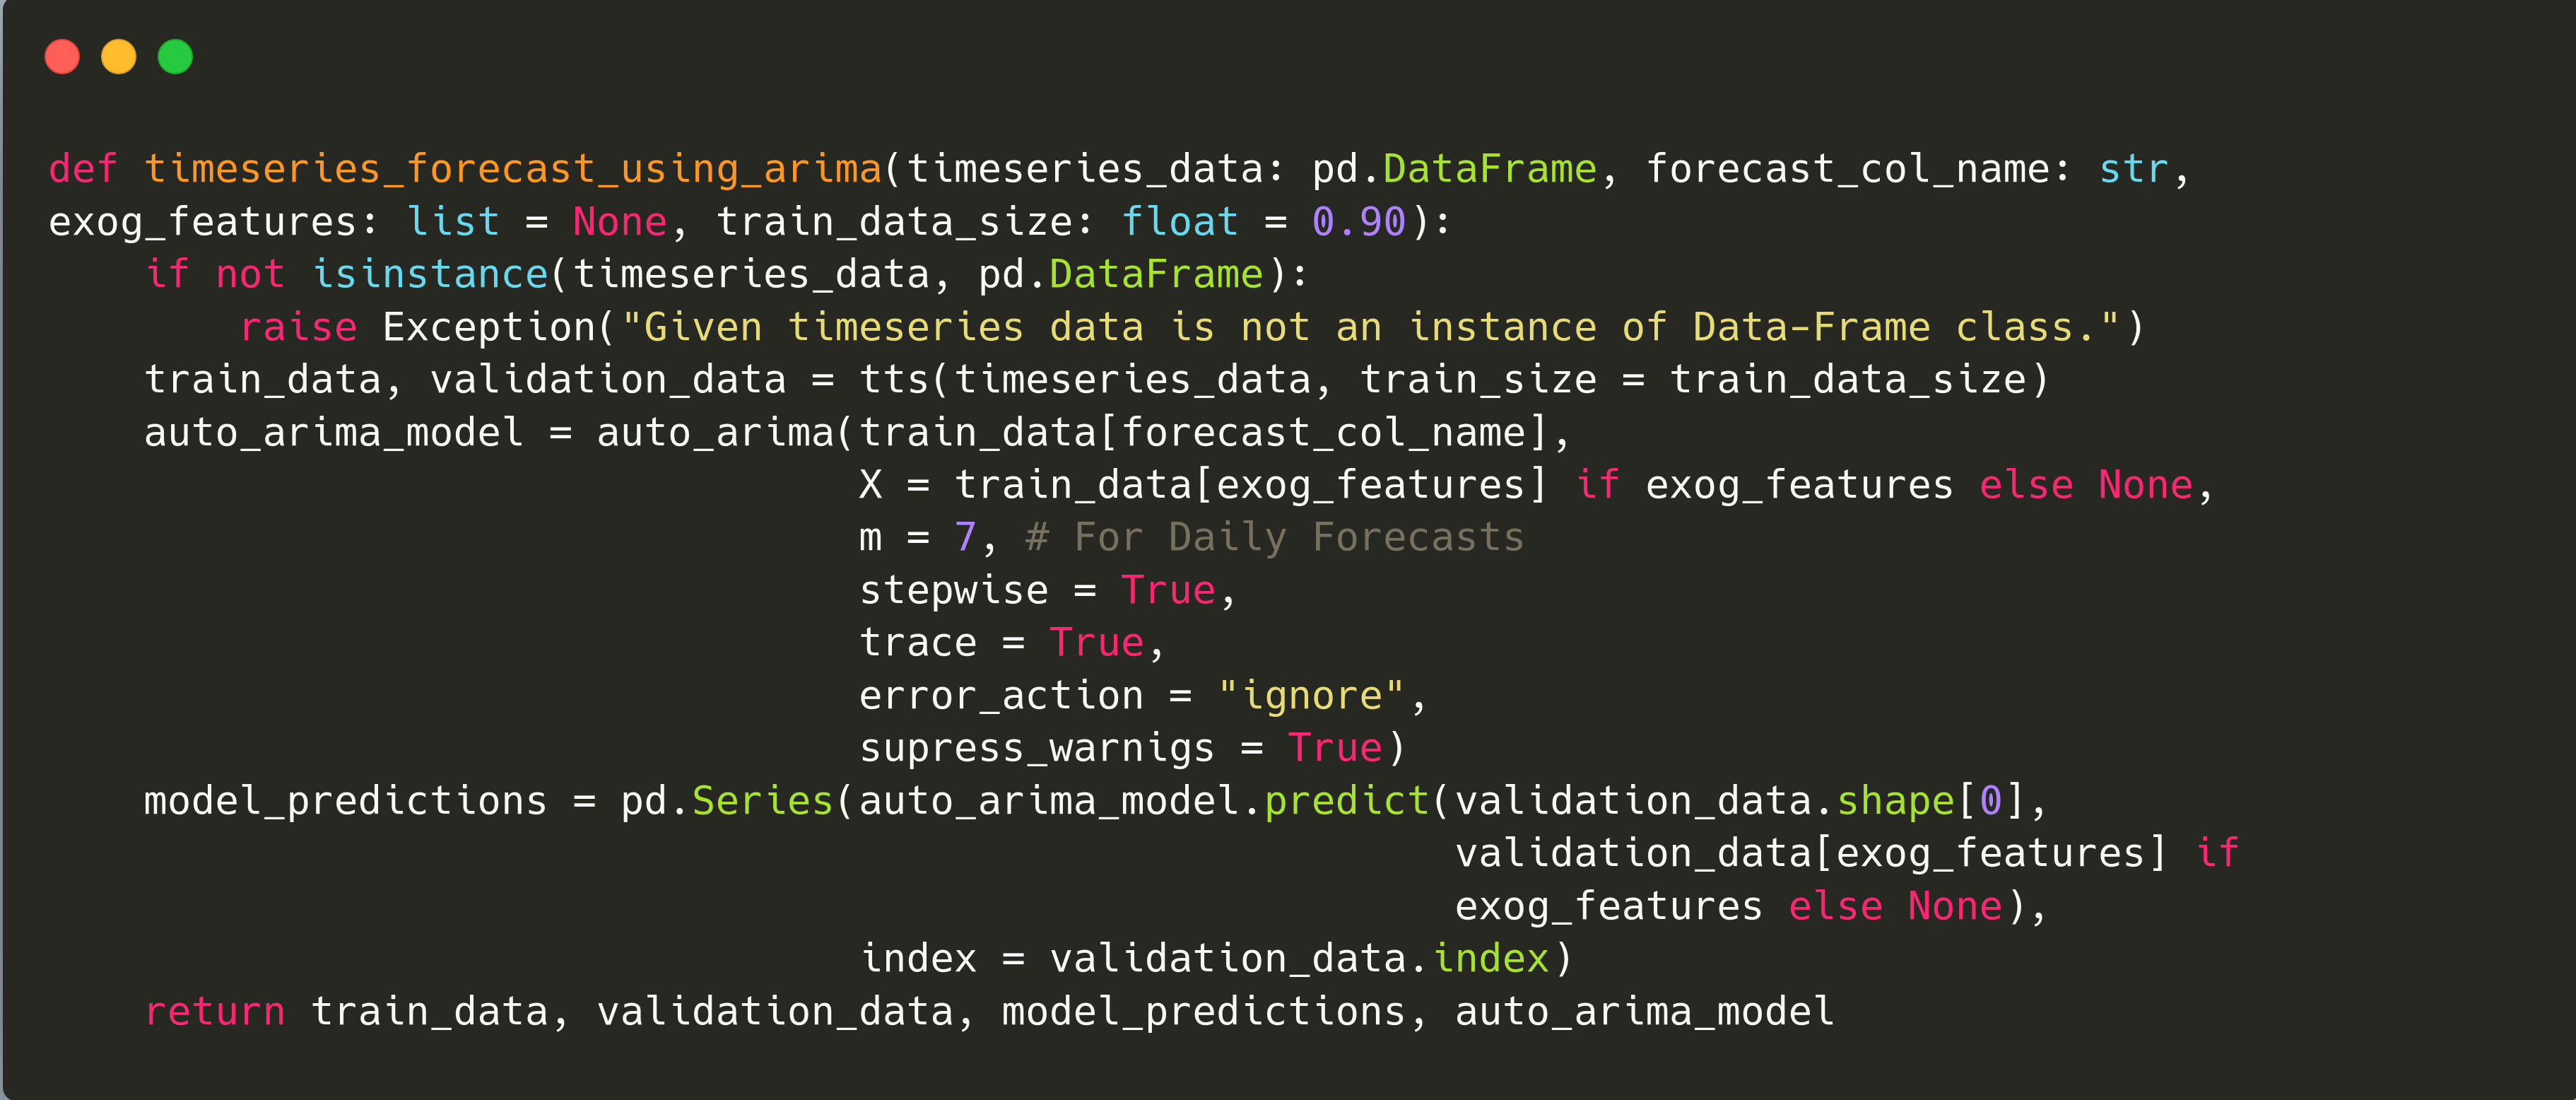 def timeseries_forecast_using_arima(timeseries_data: pd.DataFrame, forecast_col_name: str,
exog_features: list = None, train_data_size: float = 0.90):
    if not isinstance(timeseries_data, pd.DataFrame):
        raise Exception("Given timeseries data is not an instance of Data-Frame class.")
    train_data, validation_data = tts(timeseries_data, train_size = train_data_size)
    auto_arima_model = auto_arima(train_data[forecast_col_name],
                                  X = train_data[exog_features] if exog_features else None,
                                  m = 7, # For Daily Forecasts
                                  stepwise = True,
                                  trace = True,
                                  error_action = "ignore",
                                  supress_warnigs = True)
    model_predictions = pd.Series(auto_arima_model.predict(validation_data.shape[0],
                                                           validation_data[exog_features] if
                                                           exog_features else None),
                                  index = validation_data.index)
    return train_data, validation_data, model_predictions, auto_arima_model